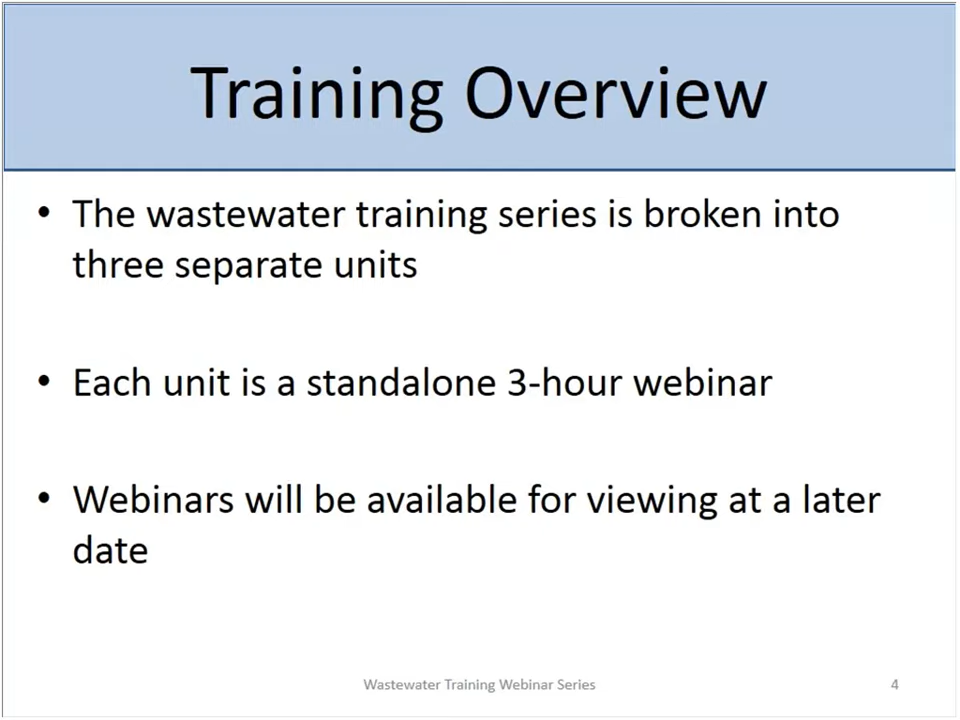 Training Overview
• The wastewater training series is broken into
three separate units
• Each unit is a standalone 3-hour webinar
• Webinars will be available for viewing at a later
date
Wastewater Training Webinar Series
4